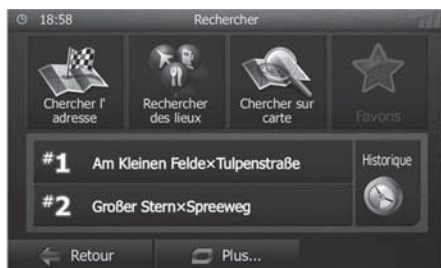 18:58 Rechercher
Chercher l'
adresse
Rechercher
des lieux
Chercher sur
carte
Favoris
#1 Am Kleinen Felde×Tulpenstraße
#2 Großer Stern×Spreeweg
Historique
Retour
Plus...